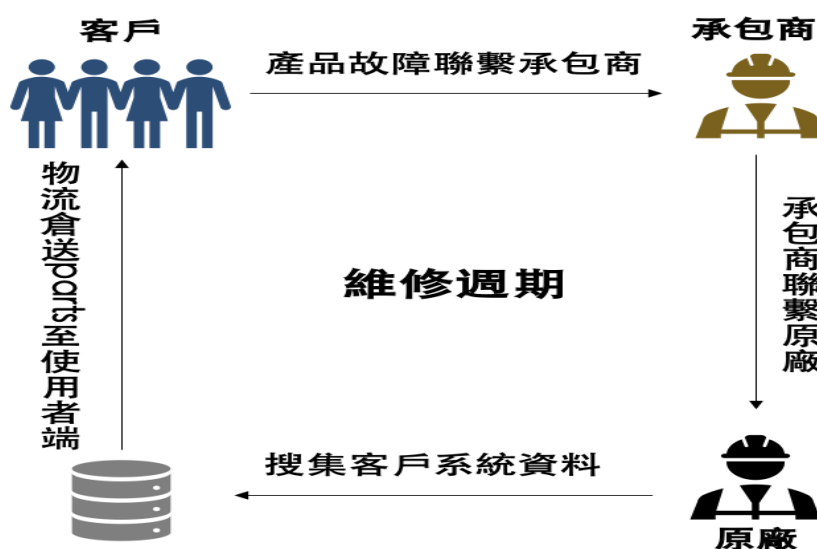 客戶
承包商
產品故障聯繫承包商
物流倉送parts至使用者端
承包商聯繫原廠
維修週期
搜集客戶系統資料
原廠